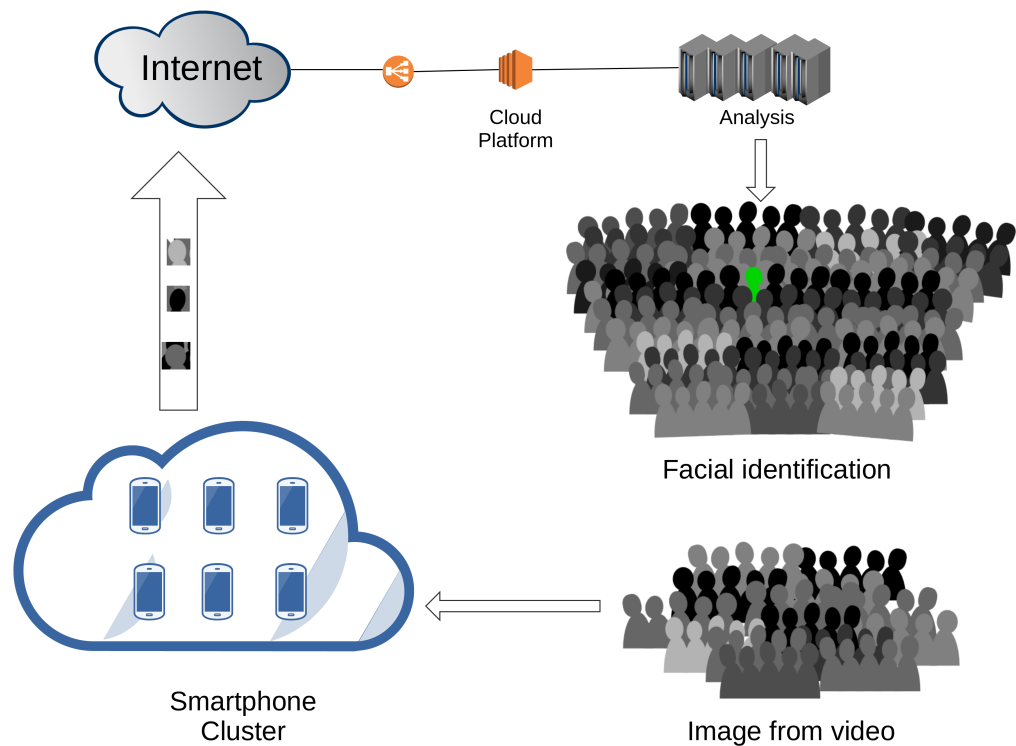 Internet
Cloud
Platform
Analysis
Facial identification
Smartphone
Cluster
Image from video